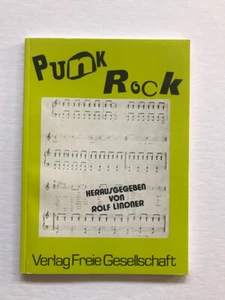 Punk
Rock
HERAUSGEGEBEN
VON
ROLF LINDNER
Verlag Freie Gesellschaft